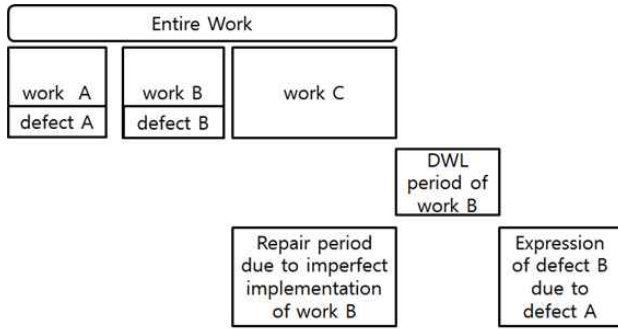 Entire Work
work A
defect A
work B
defect B
work C
DWL
period of
work B
Repair period
due to imperfect
implementation
of work B
Expression
of defect B
due to
defect A